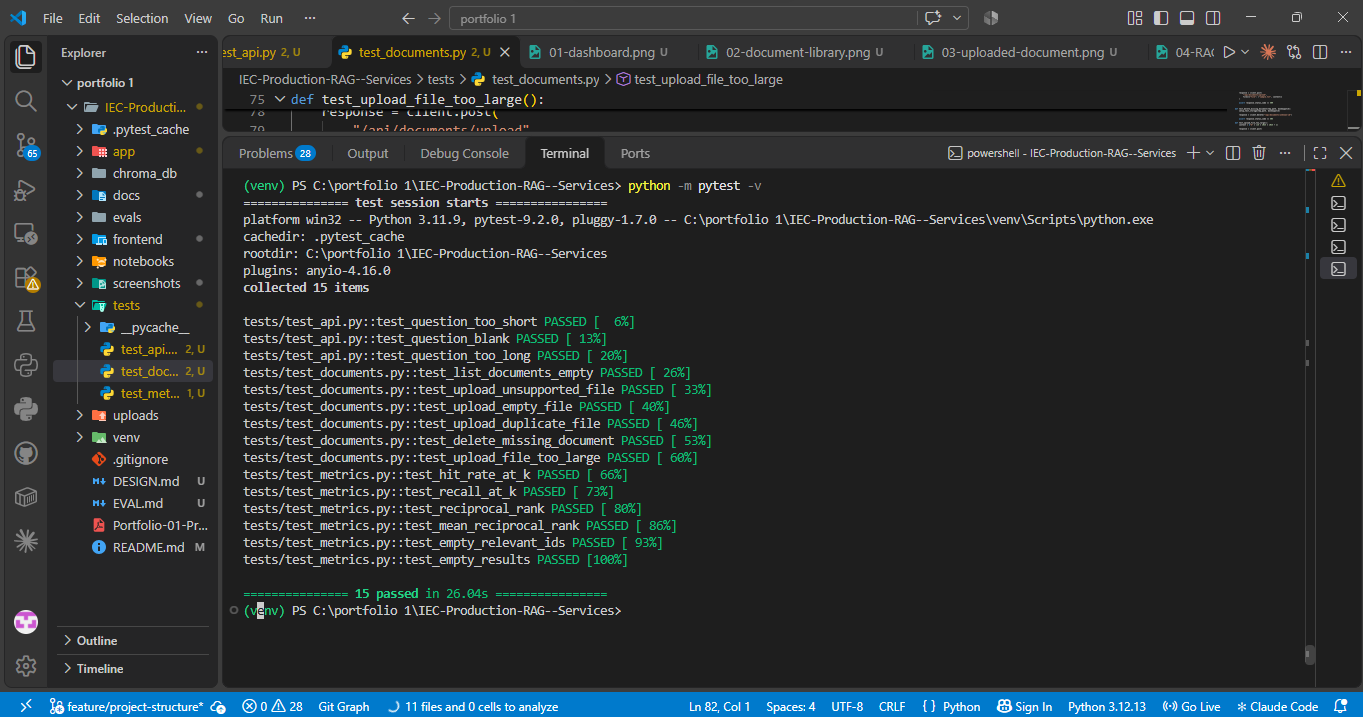 File Edit Selection View Go Run ···
portfolio 1
Explorer ···
portfolio 1
IEC-Producti...
.pytest_cache
app
chroma_db
docs
evals
frontend
notebooks
screenshots
tests
__pycache__
test_api.... 2, U
test_doc... 2, U
test_met... 1, U
uploads
venv
.gitignore
DESIGN.md U
EVAL.md U
Portfolio-01-Pr...
README.md M
Outline
Timeline
65
est_api.py 2, U
test_documents.py 2, U
01-dashboard.png U
02-document-library.png U
03-uploaded-document.png U
04-RAG
IEC-Production-RAG--Services > tests > test_documents.py > test_upload_file_too_large
75 def test_upload_file_too_large():
78 response = client.post(
79 "/api/documents/upload"
Problems 28 Output Debug Console Terminal Ports
powershell - IEC-Production-RAG--Services
(venv) PS C:\portfolio 1\IEC-Production-RAG--Services> python -m pytest -v
=============== test session starts ================
platform win32 -- Python 3.11.9, pytest-9.2.0, pluggy-1.7.0 -- C:\portfolio 1\IEC-Production-RAG--Services\venv\Scripts\python.exe
cachedir: .pytest_cache
rootdir: C:\portfolio 1\IEC-Production-RAG--Services
plugins: anyio-4.16.0
collected 15 items
tests/test_api.py::test_question_too_short PASSED [  6%]
tests/test_api.py::test_question_blank PASSED [ 13%]
tests/test_api.py::test_question_too_long PASSED [ 20%]
tests/test_documents.py::test_list_documents_empty PASSED [ 26%]
tests/test_documents.py::test_upload_unsupported_file PASSED [ 33%]
tests/test_documents.py::test_upload_empty_file PASSED [ 40%]
tests/test_documents.py::test_upload_duplicate_file PASSED [ 46%]
tests/test_documents.py::test_delete_missing_document PASSED [ 53%]
tests/test_documents.py::test_upload_file_too_large PASSED [ 60%]
tests/test_metrics.py::test_hit_rate_at_k PASSED [ 66%]
tests/test_metrics.py::test_recall_at_k PASSED [ 73%]
tests/test_metrics.py::test_reciprocal_rank PASSED [ 80%]
tests/test_metrics.py::test_mean_reciprocal_rank PASSED [ 86%]
tests/test_metrics.py::test_empty_relevant_ids PASSED [ 93%]
tests/test_metrics.py::test_empty_results PASSED [100%]
=============== 15 passed in 26.04s ================
(venv) PS C:\portfolio 1\IEC-Production-RAG--Services>
feature/project-structure* 0 28 Git Graph 11 files and 0 cells to analyze Ln 82, Col 1 Spaces: 4 UTF-8 CRLF { } Python Sign In Python 3.12.13 Go Live Claude Code